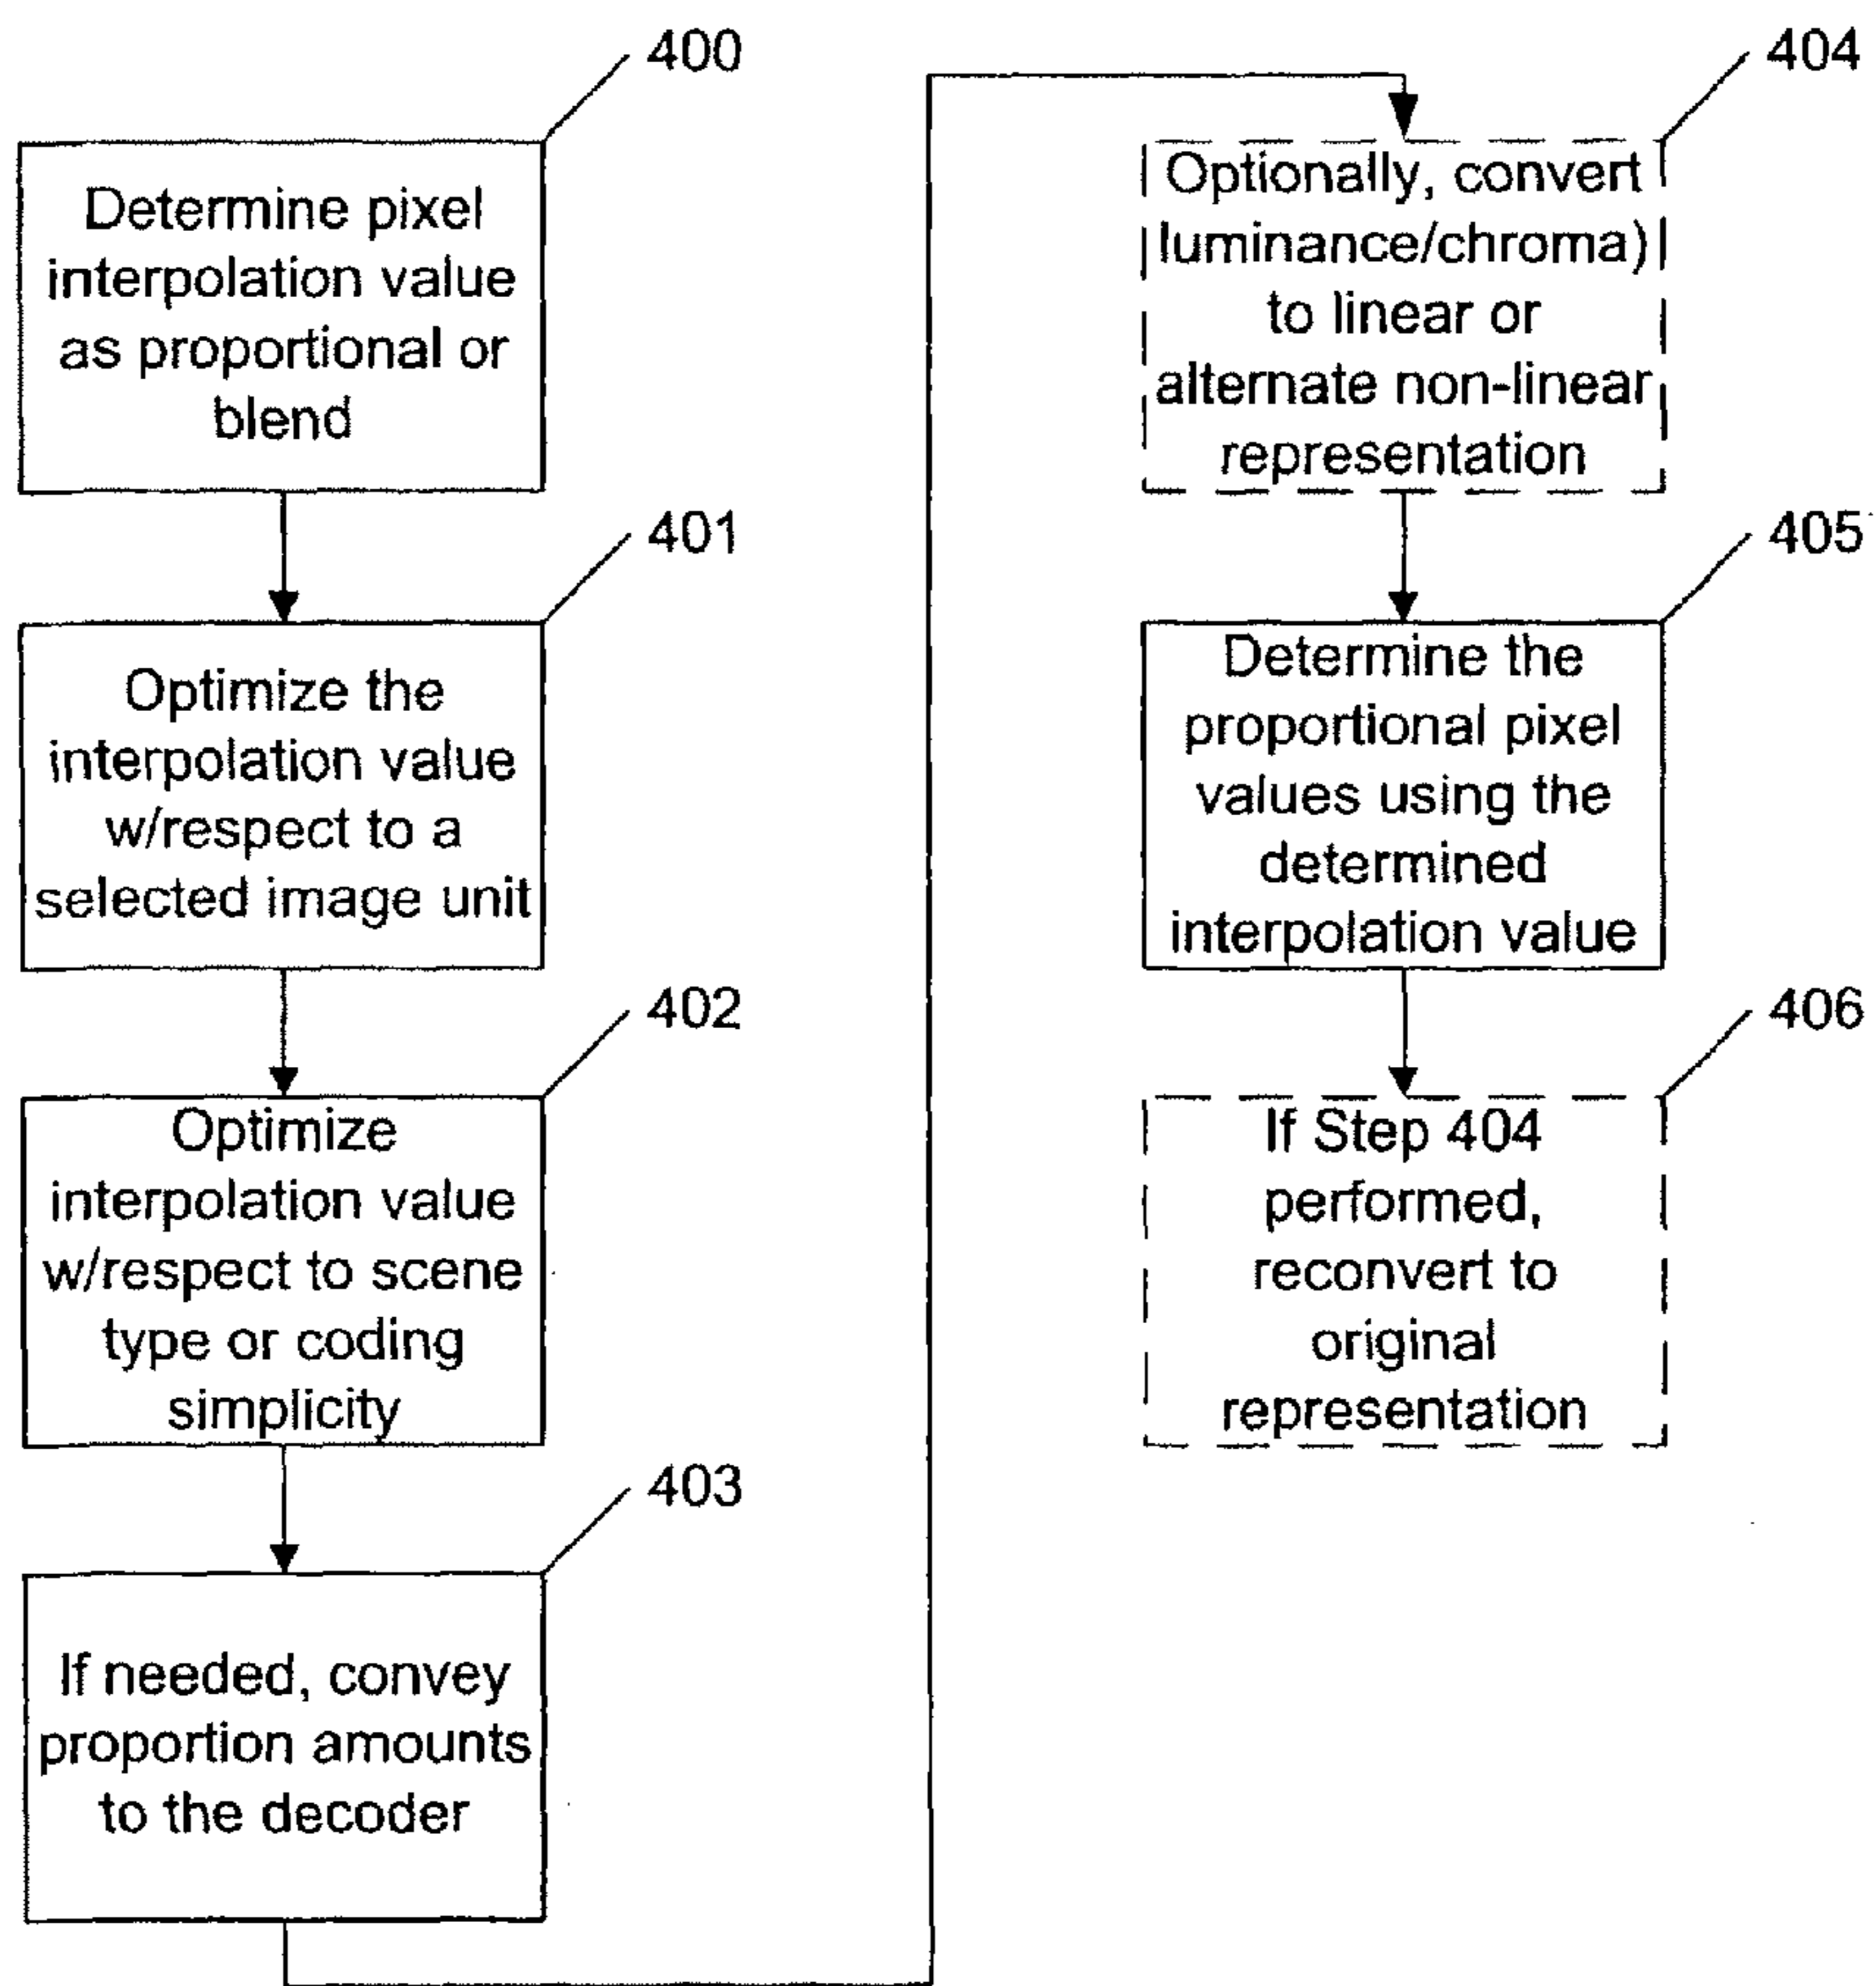 400
Determine pixel
interpolation value
as proportional or
blend
401
Optimize the
interpolation value
w/respect to a
selected image unit
402
Optimize
interpolation value
w/respect to scene
type or coding
simplicity
403
If needed, convey
proportion amounts
to the decoder
404
Optionally, convert
luminance/chroma)
to linear or
alternate non-linear
representation
405
Determine the
proportional pixel
values using the
determined
interpolation value
406
If Step 404
performed,
reconvert to
original
representation